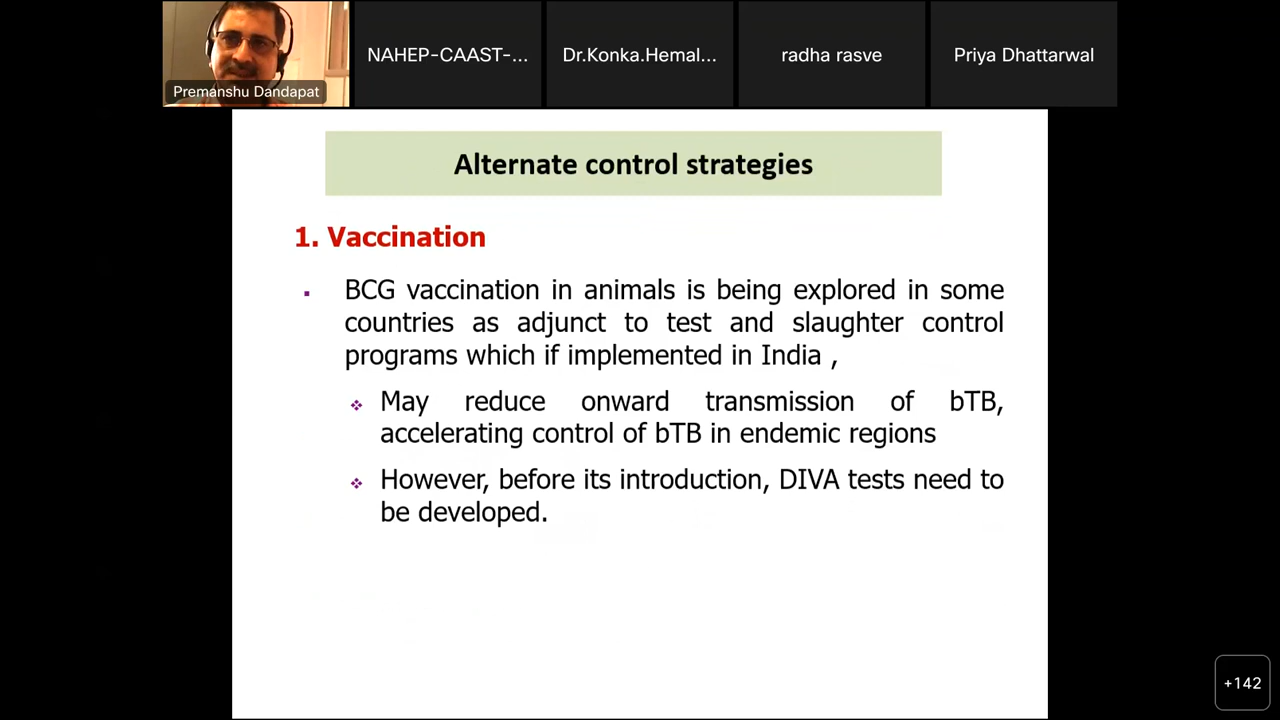 Premanshu Dandapat
NAHEP-CAAST-...
Dr.Konka.Hemal...
radha rasve
Priya Dhattarwal
Alternate control strategies
1. Vaccination
▪ BCG vaccination in animals is being explored in some
countries as adjunct to test and slaughter control
programs which if implemented in India ,
❖ May reduce onward transmission of bTB,
accelerating control of bTB in endemic regions
❖ However, before its introduction, DIVA tests need to
be developed.
+142